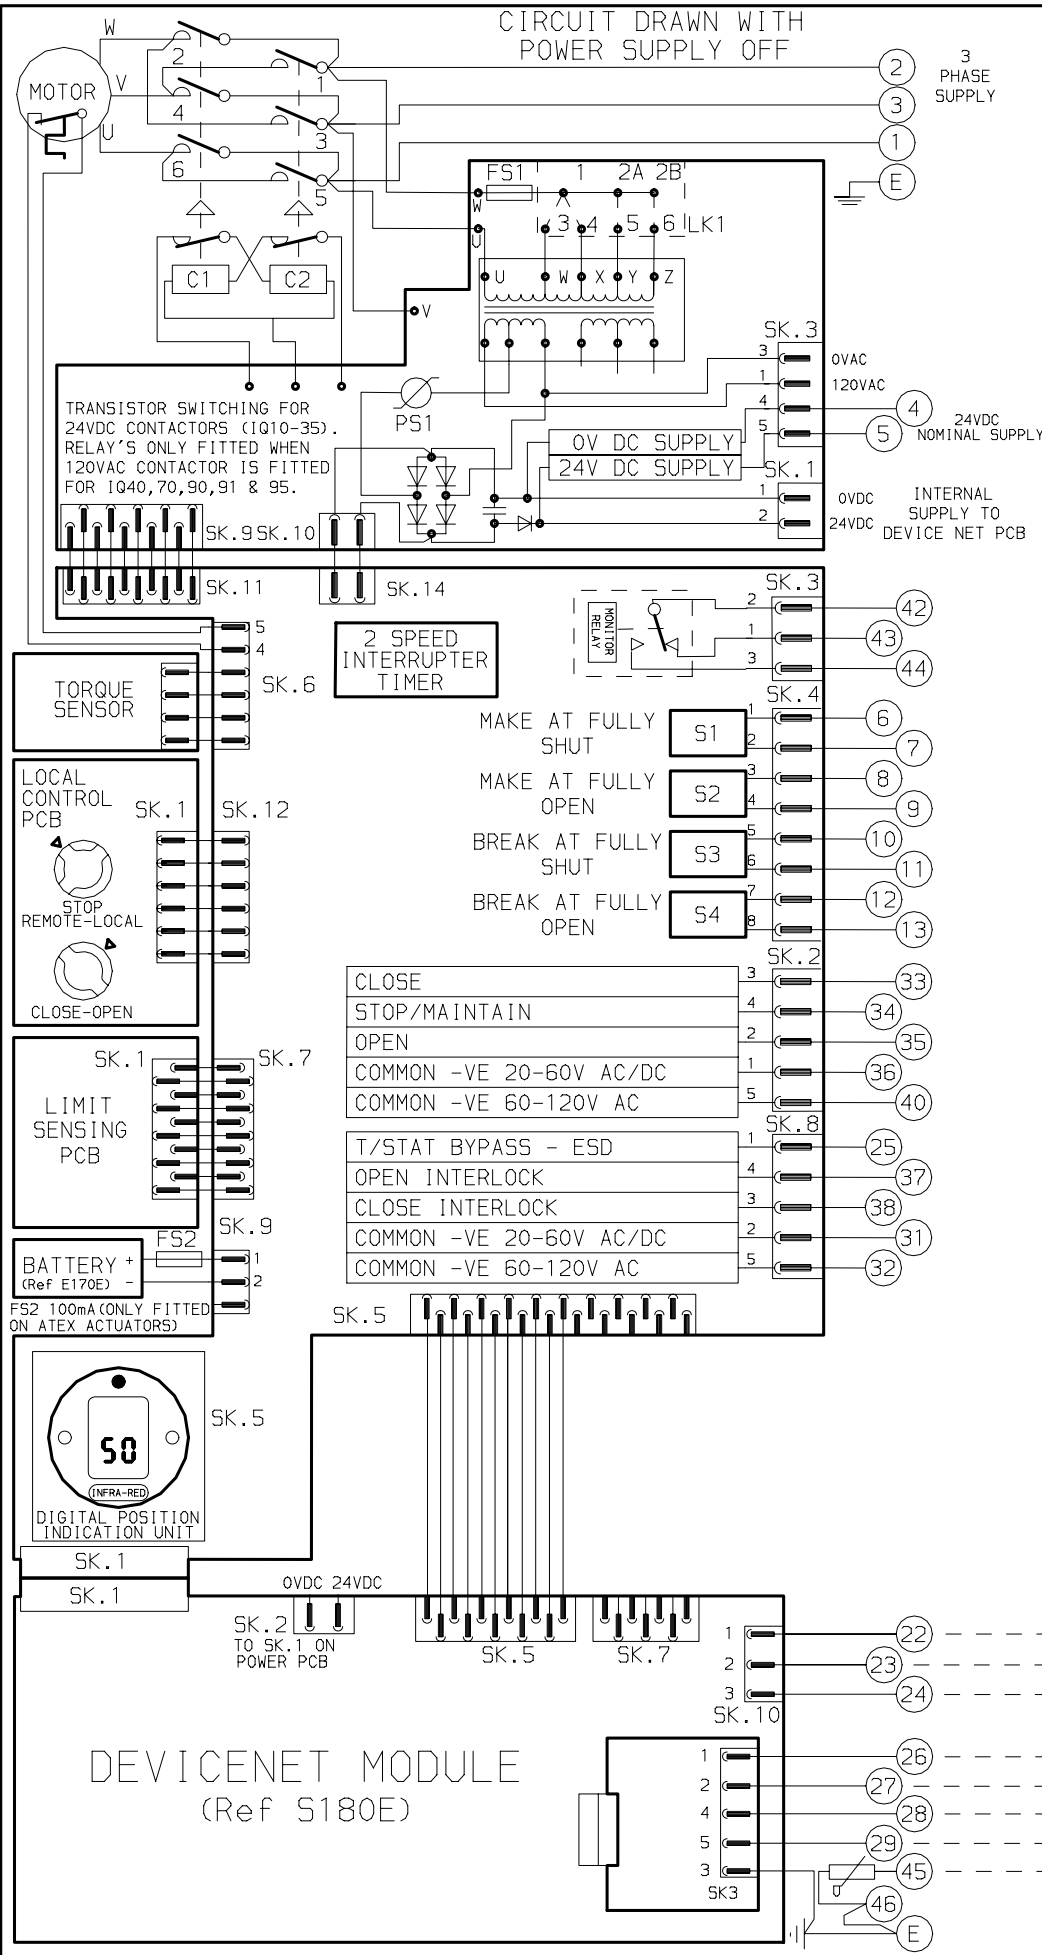 CIRCUIT DRAWN WITH
POWER SUPPLY OFF
W
2
1
2
3
PHASE
SUPPLY
MOTOR
V
4
3
3
U
6
5
1
E
FS1
1
2A
2B
W
U
3
4
5
6
LK1
C1
C2
U
W
X
Y
Z
V
SK.3
3
0VAC
1
120VAC
4
4
24VDC
NOMINAL SUPPLY
5
5
PS1
TRANSISTOR SWITCHING FOR
24VDC CONTACTORS (IQ10-35).
RELAY'S ONLY FITTED WHEN
120VAC CONTACTOR IS FITTED
FOR IQ40,70,90,91 & 95.
0V DC SUPPLY
24V DC SUPPLY
SK.1
1
0VDC
2
24VDC
INTERNAL
SUPPLY TO
DEVICE NET PCB
SK.9
SK.10
SK.11
SK.14
SK.3
MONITOR
RELAY
2
42
1
43
3
44
5
4
2 SPEED
INTERRUPTER
TIMER
TORQUE
SENSOR
SK.6
SK.4
MAKE AT FULLY
SHUT
S1
1
6
2
7
MAKE AT FULLY
OPEN
S2
3
8
4
9
BREAK AT FULLY
SHUT
S3
5
10
6
11
BREAK AT FULLY
OPEN
S4
7
12
8
13
LOCAL
CONTROL
PCB
SK.1
SK.12
STOP
REMOTE-LOCAL
CLOSE-OPEN
SK.2
CLOSE
3
33
STOP/MAINTAIN
4
34
OPEN
2
35
COMMON -VE 20-60V AC/DC
1
36
COMMON -VE 60-120V AC
5
40
SK.1
SK.7
LIMIT
SENSING
PCB
SK.8
T/STAT BYPASS - ESD
1
25
OPEN INTERLOCK
4
37
CLOSE INTERLOCK
3
38
COMMON -VE 20-60V AC/DC
2
31
COMMON -VE 60-120V AC
5
32
SK.9
FS2
BATTERY +
(Ref E170E) -
1
2
FS2 100mA(ONLY FITTED
ON ATEX ACTUATORS)
SK.5
SK.5
50
INFRA-RED
DIGITAL POSITION
INDICATION UNIT
SK.1
SK.1
0VDC 24VDC
SK.2
TO SK.1 ON
POWER PCB
SK.5
SK.7
1
22
2
23
3
24
SK.10
DEVICENET MODULE
(Ref S180E)
1
26
2
27
4
28
5
29
3
45
SK3
U
46
E